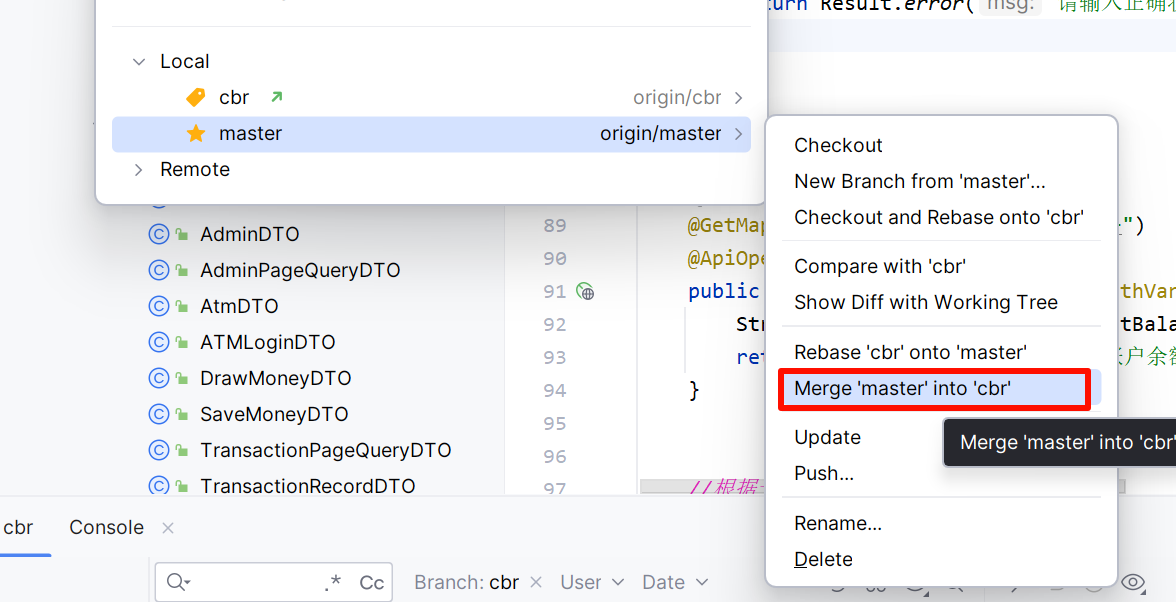 urn Result.error( msg: "请输入正确
Local
cbr origin/cbr
master origin/master
Remote
Checkout
New Branch from 'master'...
Checkout and Rebase onto 'cbr'
Compare with 'cbr'
Show Diff with Working Tree
Rebase 'cbr' onto 'master'
Merge 'master' into 'cbr'
Update
Push...
Rename...
Delete
Merge 'master' into 'cbr'
AdminDTO
AdminPageQueryDTO
AtmDTO
ATMLoginDTO
DrawMoneyDTO
SaveMoneyDTO
TransactionPageQueryDTO
TransactionRecordDTO
89 @GetMap ")
90 @ApiOpe
91 public thVar
92 Str tBala
93 ret 户余额
94 }
95
96
97 //根据
cbr Console
.* Cc Branch: cbr User Date